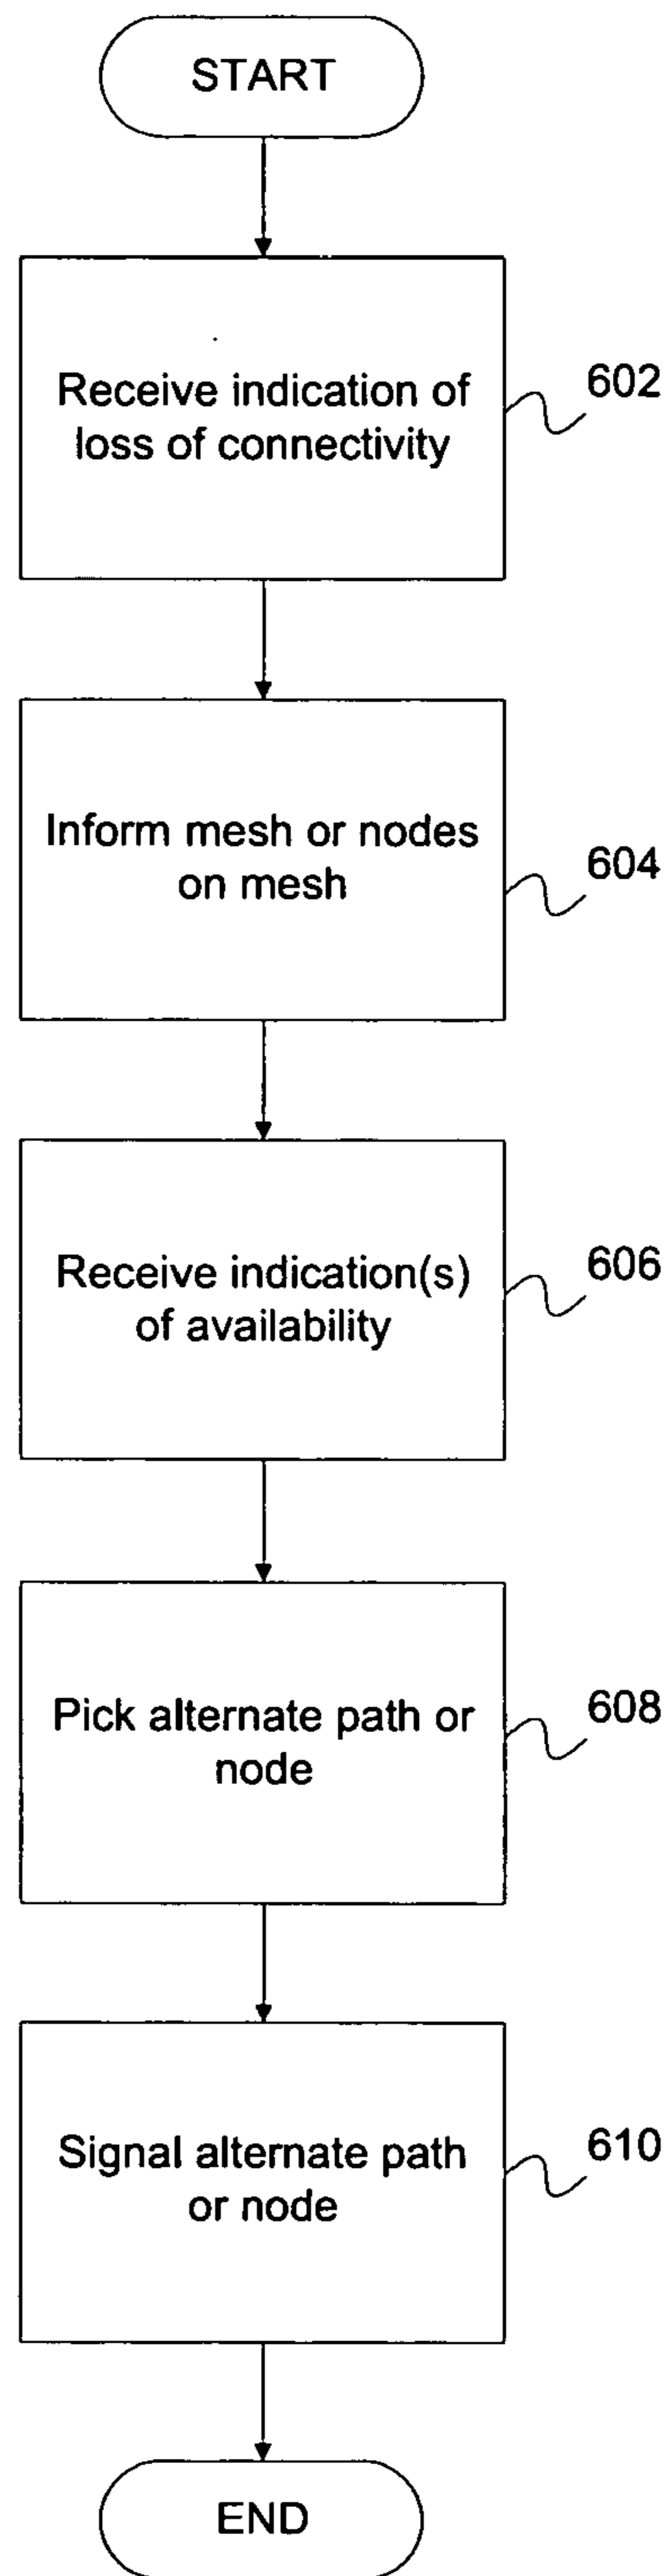 START
Receive indication of
loss of connectivity
602
Inform mesh or nodes
on mesh
604
Receive indication(s)
of availability
606
Pick alternate path or
node
608
Signal alternate path
or node
610
END